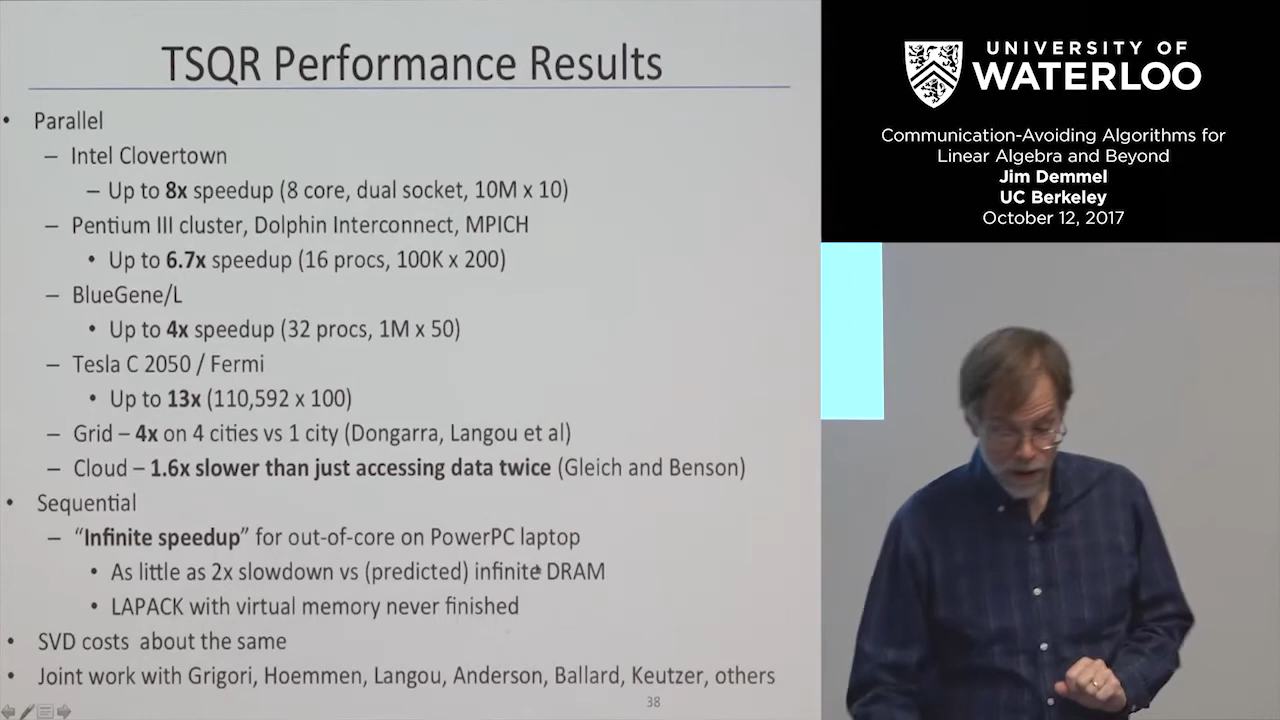 TSQR Performance Results
• Parallel
– Intel Clovertown
– Up to 8x speedup (8 core, dual socket, 10M x 10)
– Pentium III cluster, Dolphin Interconnect, MPICH
• Up to 6.7x speedup (16 procs, 100K x 200)
– BlueGene/L
• Up to 4x speedup (32 procs, 1M x 50)
– Tesla C 2050 / Fermi
• Up to 13x (110,592 x 100)
– Grid – 4x on 4 cities vs 1 city (Dongarra, Langou et al)
– Cloud – 1.6x slower than just accessing data twice (Gleich and Benson)
• Sequential
– “Infinite speedup” for out-of-core on PowerPC laptop
• As little as 2x slowdown vs (predicted) infinite DRAM
• LAPACK with virtual memory never finished
• SVD costs about the same
• Joint work with Grigori, Hoemmen, Langou, Anderson, Ballard, Keutzer, others
38
UNIVERSITY OF
WATERLOO
Communication-Avoiding Algorithms for
Linear Algebra and Beyond
Jim Demmel
UC Berkeley
October 12, 2017